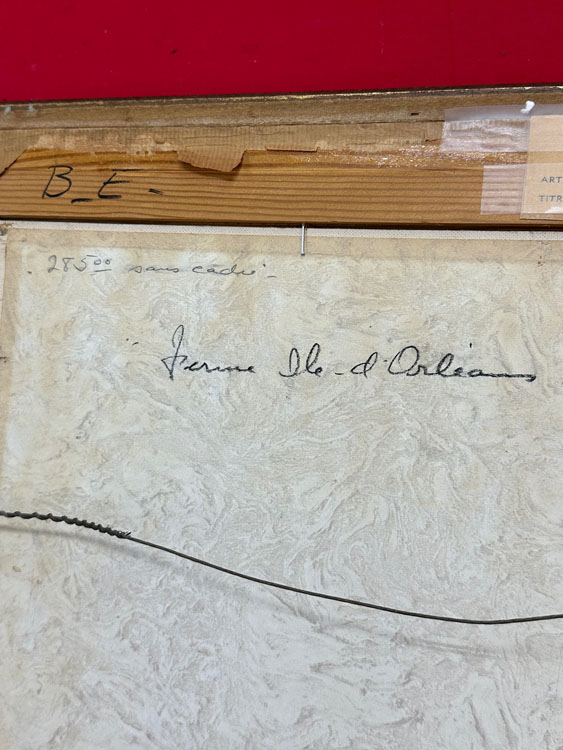 B_E-
ART
TITR
285.00 sans cadre -
" Ferme Ile-d'Orléans